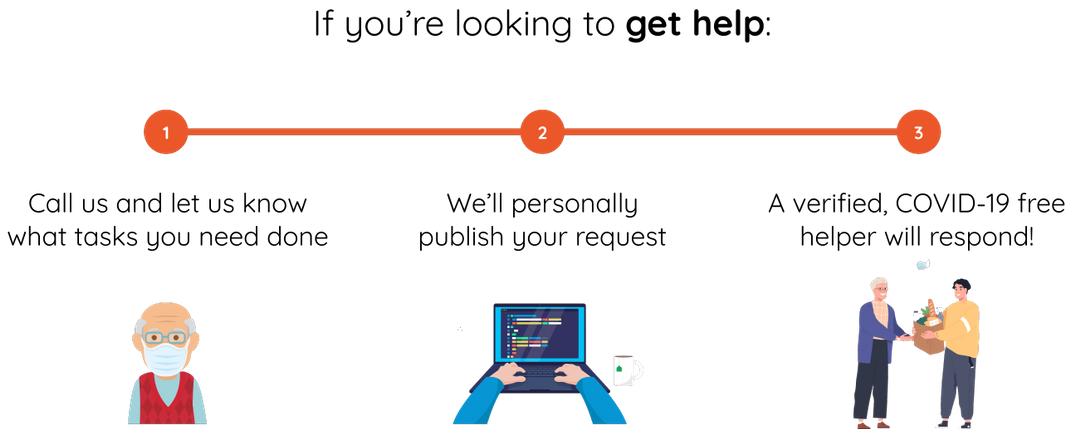 If you’re looking to get help:
1
2
3
Call us and let us know
what tasks you need done
We’ll personally
publish your request
A verified, COVID-19 free
helper will respond!